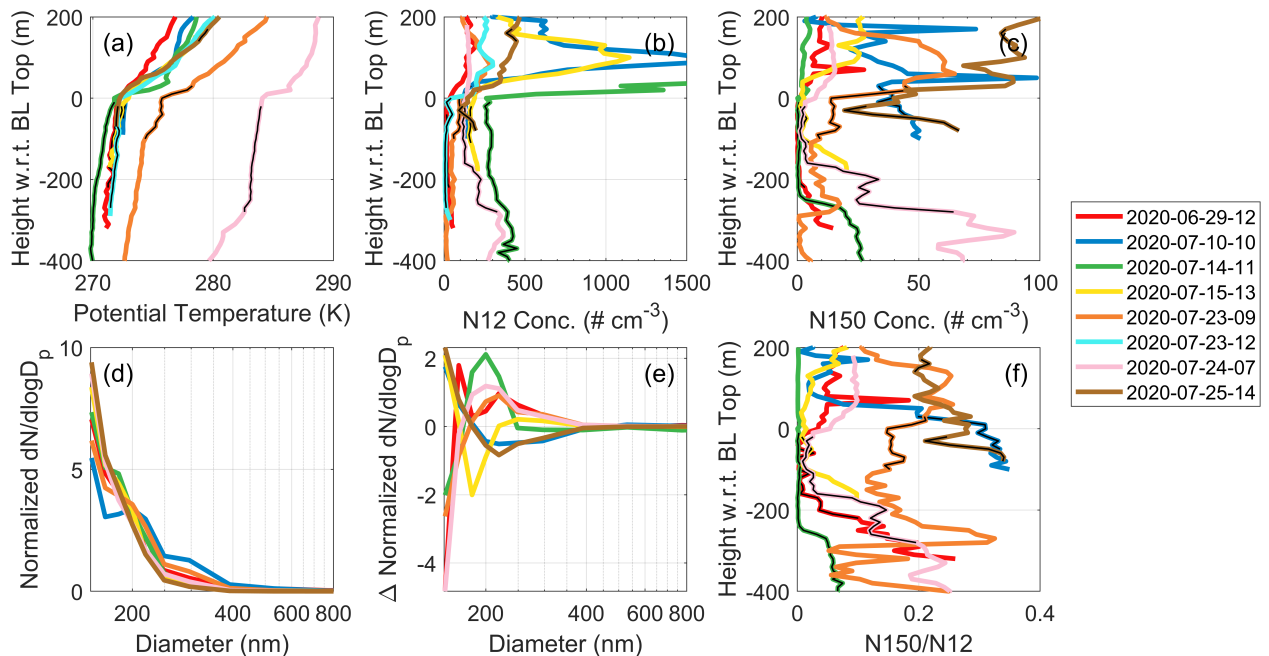 200
100
0
-200
-400
270
280
290
Height w.r.t. BL Top (m)
Potential Temperature (K)
(a)
200
0
-200
-400
0
500
1000
1500
Height w.r.t. BL Top (m)
N12 Conc. (# cm⁻³)
(b)
200
0
-200
-400
0
50
100
Height w.r.t. BL Top (m)
N150 Conc. (# cm⁻³)
(c)
2020-06-29-12
2020-07-10-10
2020-07-14-11
2020-07-15-13
2020-07-23-09
2020-07-23-12
2020-07-24-07
2020-07-25-14
10
5
0
200
400
600
800
Normalized dN/dlogDₚ
Diameter (nm)
(d)
2
0
-2
-4
200
400
600
800
Δ Normalized dN/dlogDₚ
Diameter (nm)
(e)
200
0
-200
-400
0
0.2
0.4
Height w.r.t. BL Top (m)
N150/N12
(f)